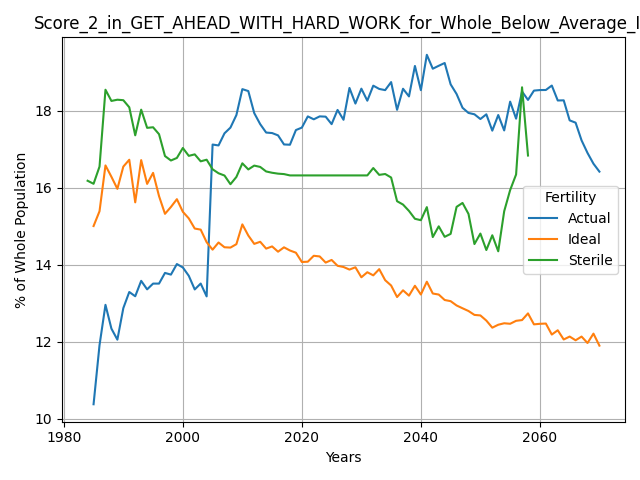 Score_2_in_GET_AHEAD_WITH_HARD_WORK_for_Whole_Below_Average_I
% of Whole Population
18
16
14
12
10
1980
2000
2020
2040
2060
Years
Fertility
Actual
Ideal
Sterile